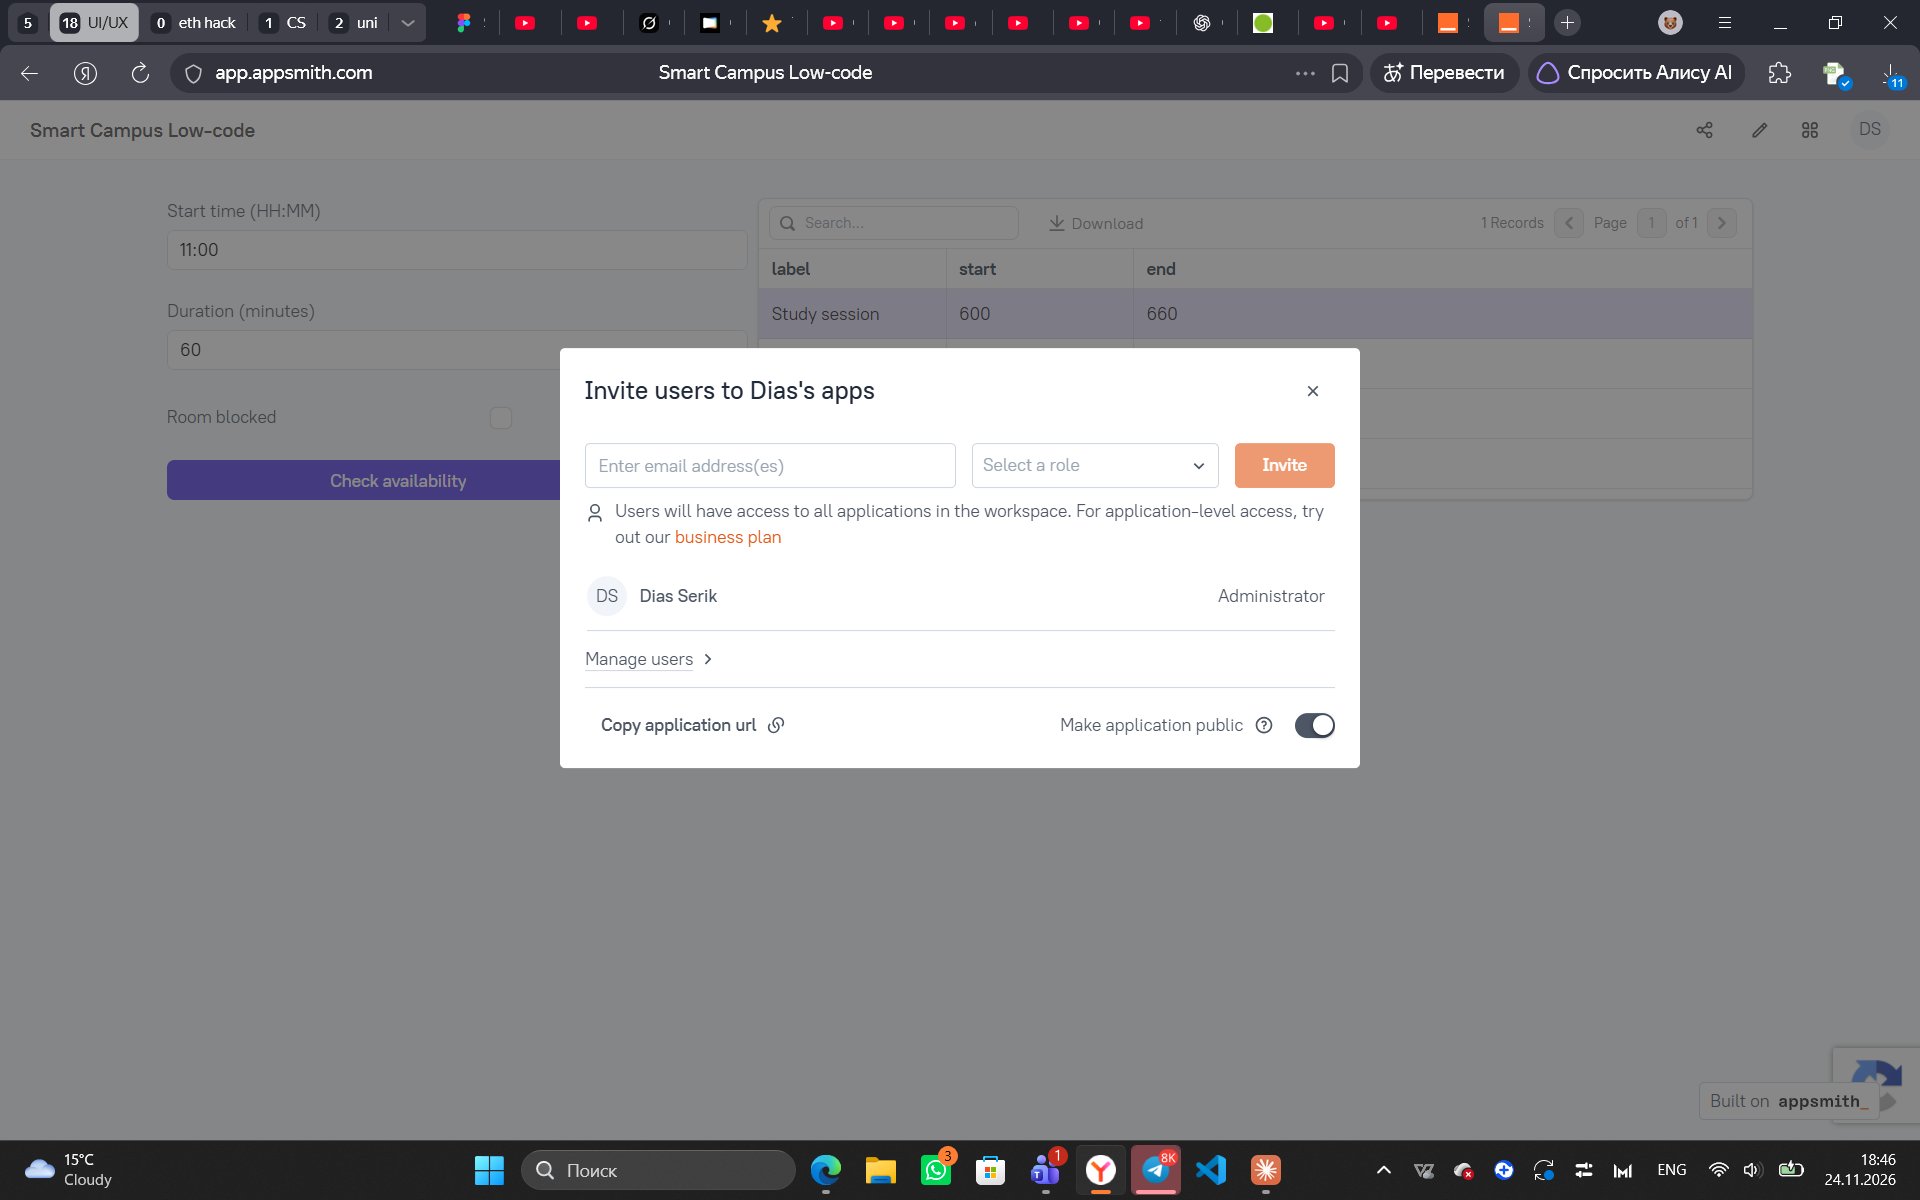 5
18 UI/UX
0 eth hack
1 CS
2 uni
app.appsmith.com
Smart Campus Low-code
Перевести
Спросить Алису AI
11
Smart Campus Low-code
DS
Start time (HH:MM)
11:00
Duration (minutes)
60
Room blocked
Check availability
Search...
Download
1 Records
Page
1
of 1
label start end
Study session 600 660
Invite users to Dias's apps
Enter email address(es)
Select a role
Invite
Users will have access to all applications in the workspace. For application-level access, try
out our business plan
DS Dias Serik Administrator
Manage users
Copy application url
Make application public
Built on appsmith_
15°C
Cloudy
Поиск
3
1
8K
ENG
18:46
24.11.2026